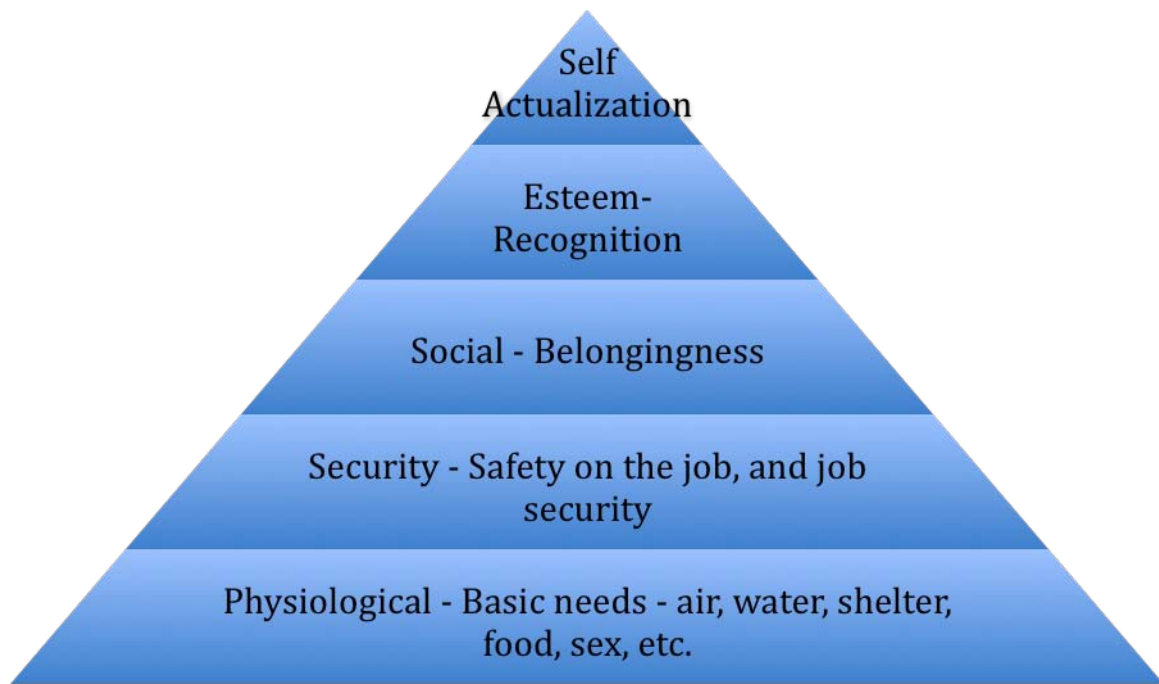 Self
Actualization
Esteem-
Recognition
Social - Belongingness
Security - Safety on the job, and job
security
Physiological - Basic needs - air, water, shelter,
food, sex, etc.